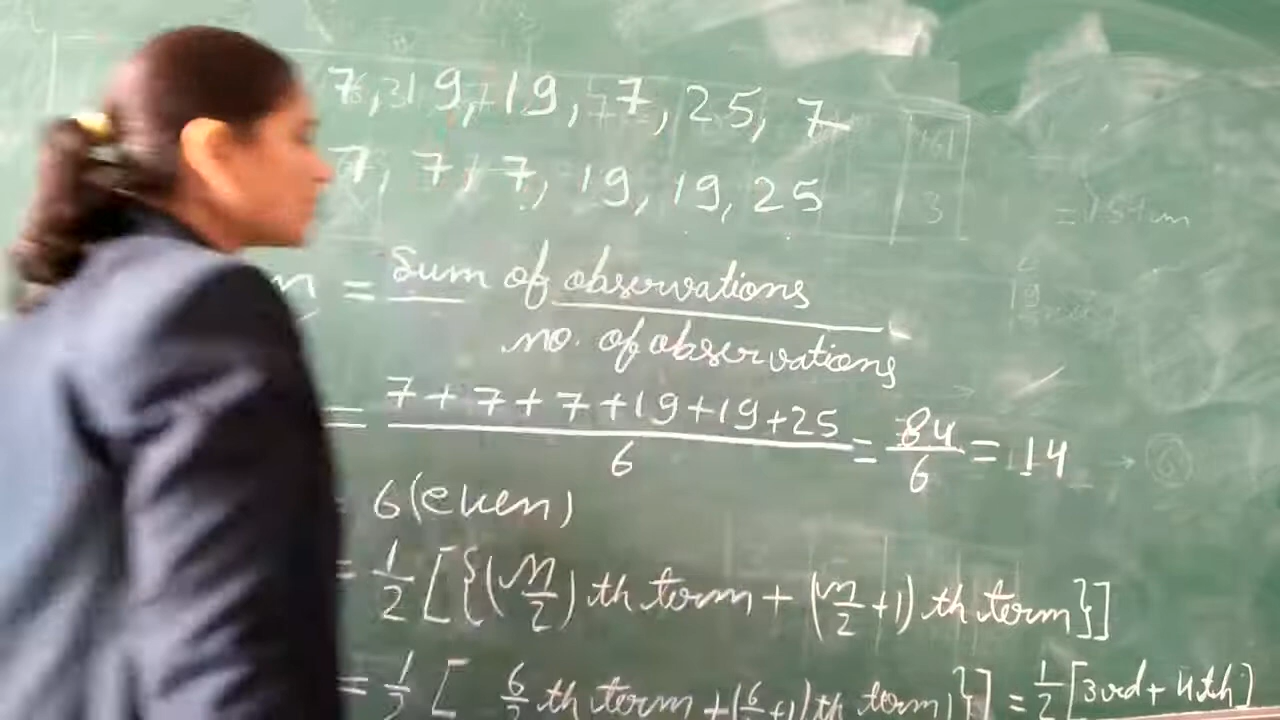 7, 19, 19, 7, 25, 7
7, 7, 7, 19, 19, 25
n = Sum of observations
no. of observations
= 7 + 7 + 7 + 19 + 19 + 25 / 6 = 84 / 6 = 14
= 6 (even)
= 1/2 [{(n/2) th term + (n/2 + 1) th term}]
= 1/2 [ 6/2 th term + (6/2 + 1) th term}] = 1/2 [3rd + 4th]